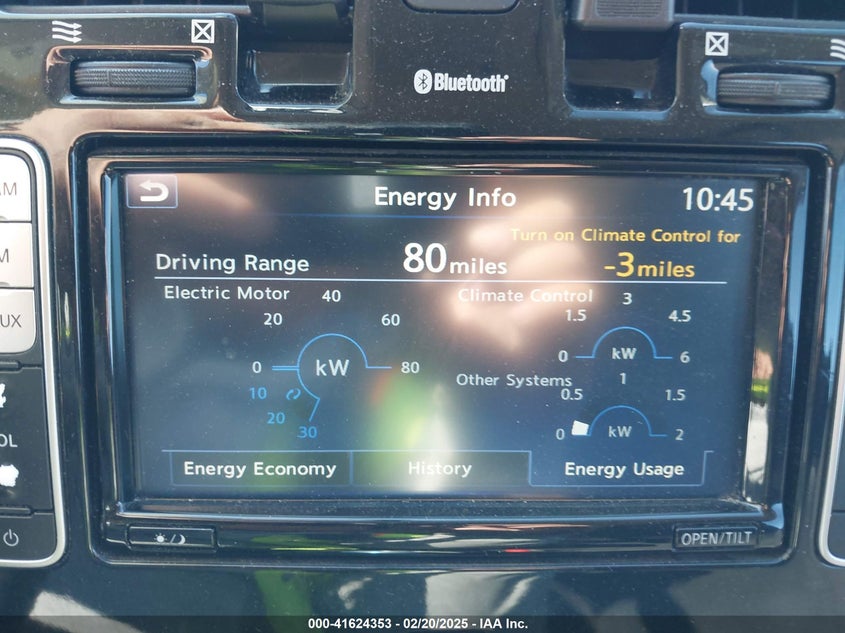 Bluetooth
Energy Info
10:45
Turn on Climate Control for
Driving Range 80 miles
-3 miles
Electric Motor
40
20
60
0
kW
80
10
20
30
Climate Control
3
1.5
4.5
0
kW
6
Other Systems
1
0.5
1.5
0
kW
2
Energy Economy
History
Energy Usage
OPEN/TILT
AM
M
UX
OL
000-41624353 - 02/20/2025 - IAA Inc.